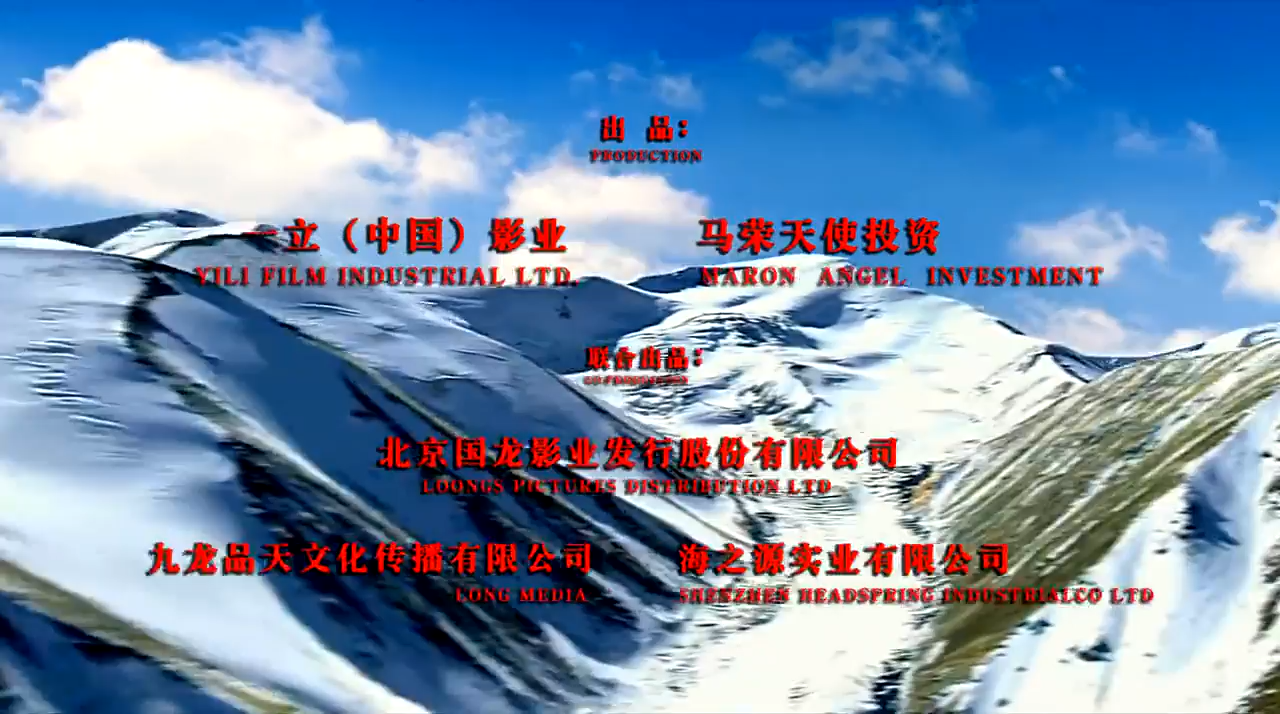 出 品：
PRODUCTION
一立（中国）影业 马荣天使投资
YILI FILM INDUSTRIAL LTD. MARON ANGEL INVESTMENT
联合出品：
CO-PRODUCTION
北京国龙影业发行股份有限公司
LOONGS PICTURES DISTRIBUTION LTD
九龙品天文化传播有限公司 海之源实业有限公司
LONG MEDIA SHENZHEN HEADSPRING INDUSTRIALCO LTD